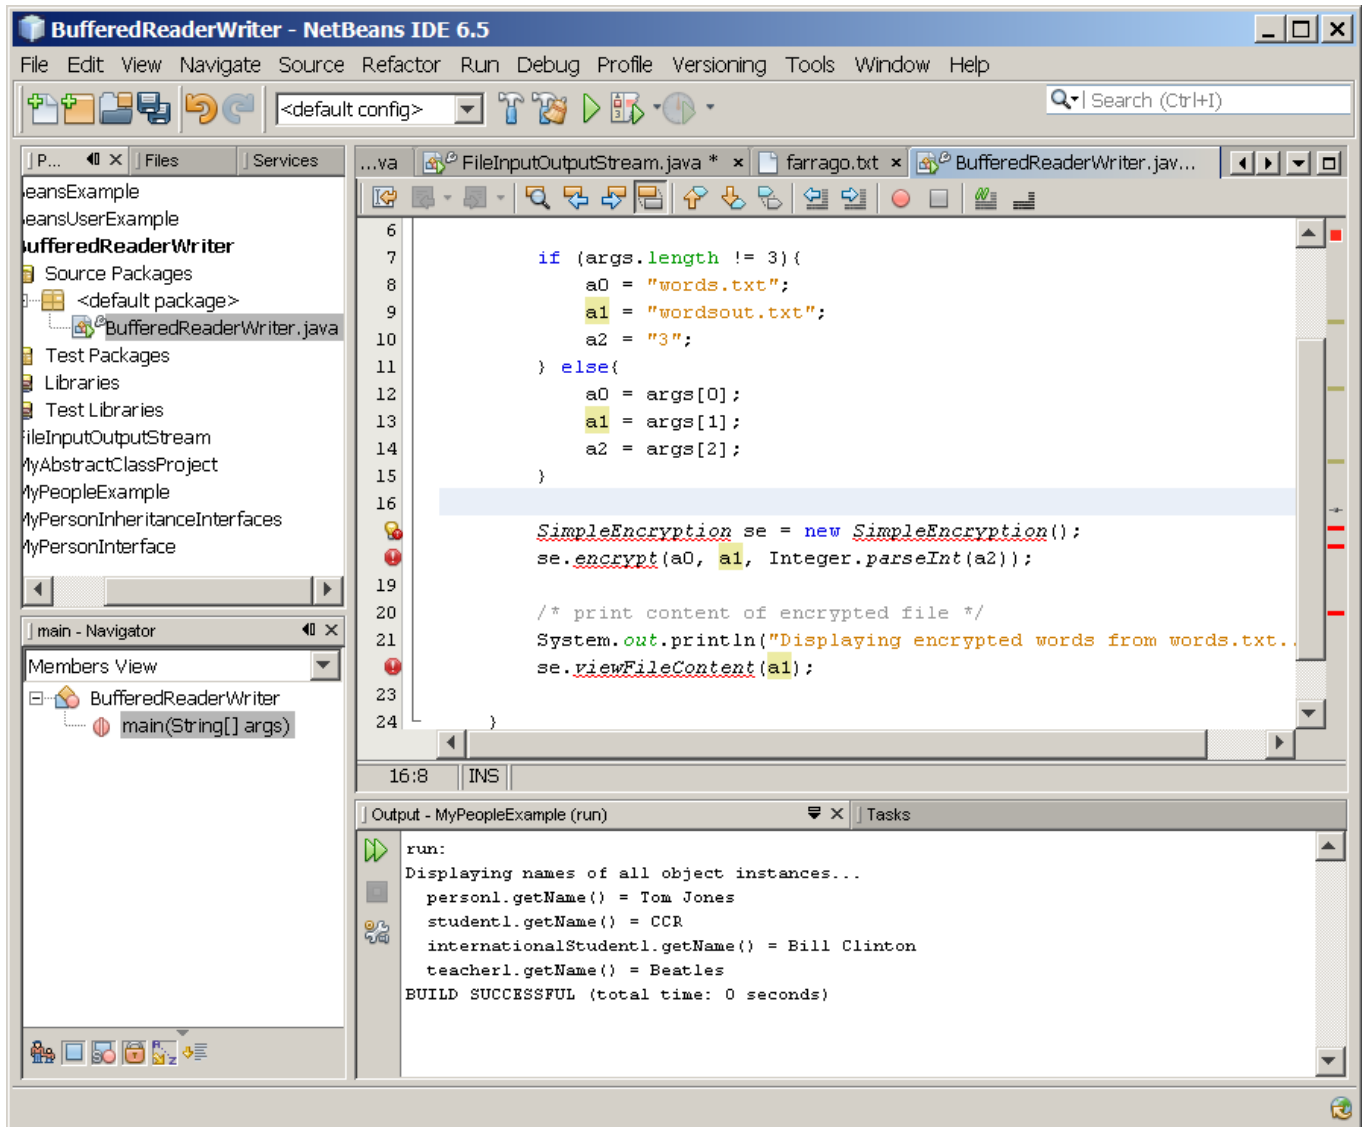 BufferedReaderWriter - NetBeans IDE 6.5
File Edit View Navigate Source Refactor Run Debug Profile Versioning Tools Window Help
<default config>
Search (Ctrl+I)
P... Files Services
...va FileInputOutputStream.java * farrago.txt BufferedReaderWriter.jav...
eansExample
eansUserExample
ufferedReaderWriter
Source Packages
<default package>
BufferedReaderWriter.java
Test Packages
Libraries
Test Libraries
ileInputOutputStream
MyAbstractClassProject
MyPeopleExample
MyPersonInheritanceInterfaces
MyPersonInterface
main - Navigator
Members View
BufferedReaderWriter
main(String[] args)
6
7 if (args.length != 3){
8 a0 = "words.txt";
9 a1 = "wordsout.txt";
10 a2 = "3";
11 } else{
12 a0 = args[0];
13 a1 = args[1];
14 a2 = args[2];
15 }
16
SimpleEncryption se = new SimpleEncryption();
se.encrypt(a0, a1, Integer.parseInt(a2));
19
20 /* print content of encrypted file */
21 System.out.println("Displaying encrypted words from words.txt..
se.viewFileContent(a1);
23
24 }
16:8 INS
Output - MyPeopleExample (run) Tasks
run:
Displaying names of all object instances...
person1.getName() = Tom Jones
student1.getName() = CCR
internationalStudent1.getName() = Bill Clinton
teacher1.getName() = Beatles
BUILD SUCCESSFUL (total time: 0 seconds)